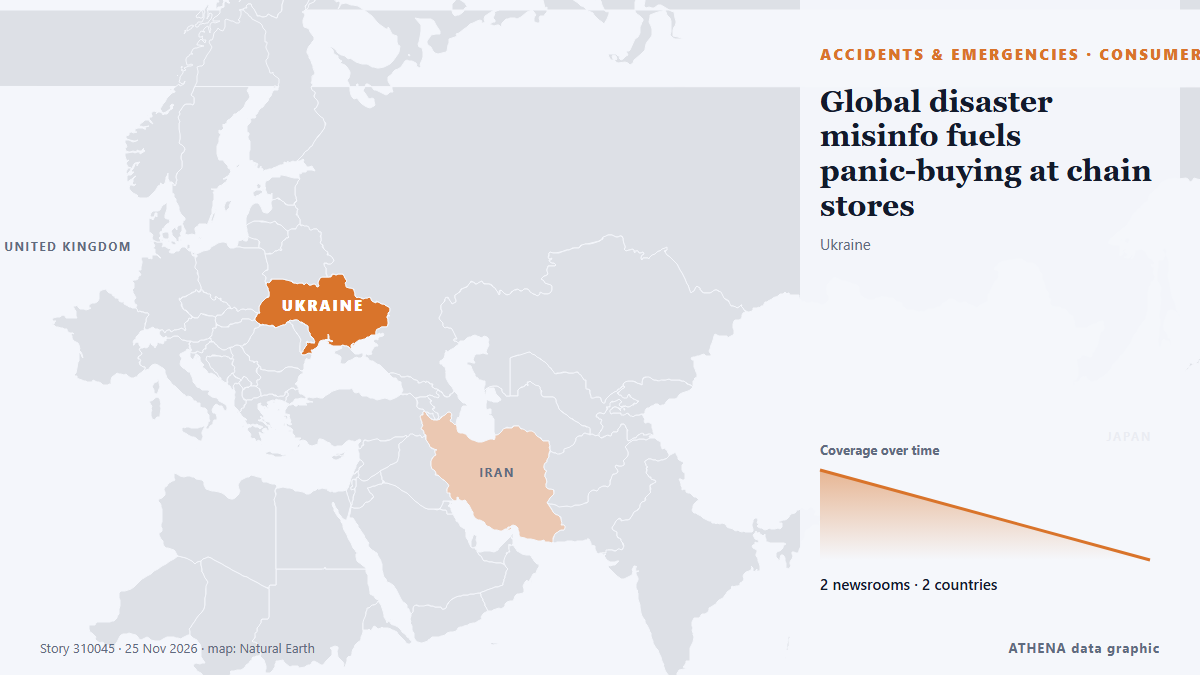 ACCIDENTS & EMERGENCIES · CONSUMER
Global disaster
misinfo fuels
panic-buying at chain
stores
Ukraine
UNITED KINGDOM
UKRAINE
IRAN
JAPAN
Coverage over time
2 newsrooms · 2 countries
Story 310045 · 25 Nov 2026 · map: Natural Earth
ATHENA data graphic